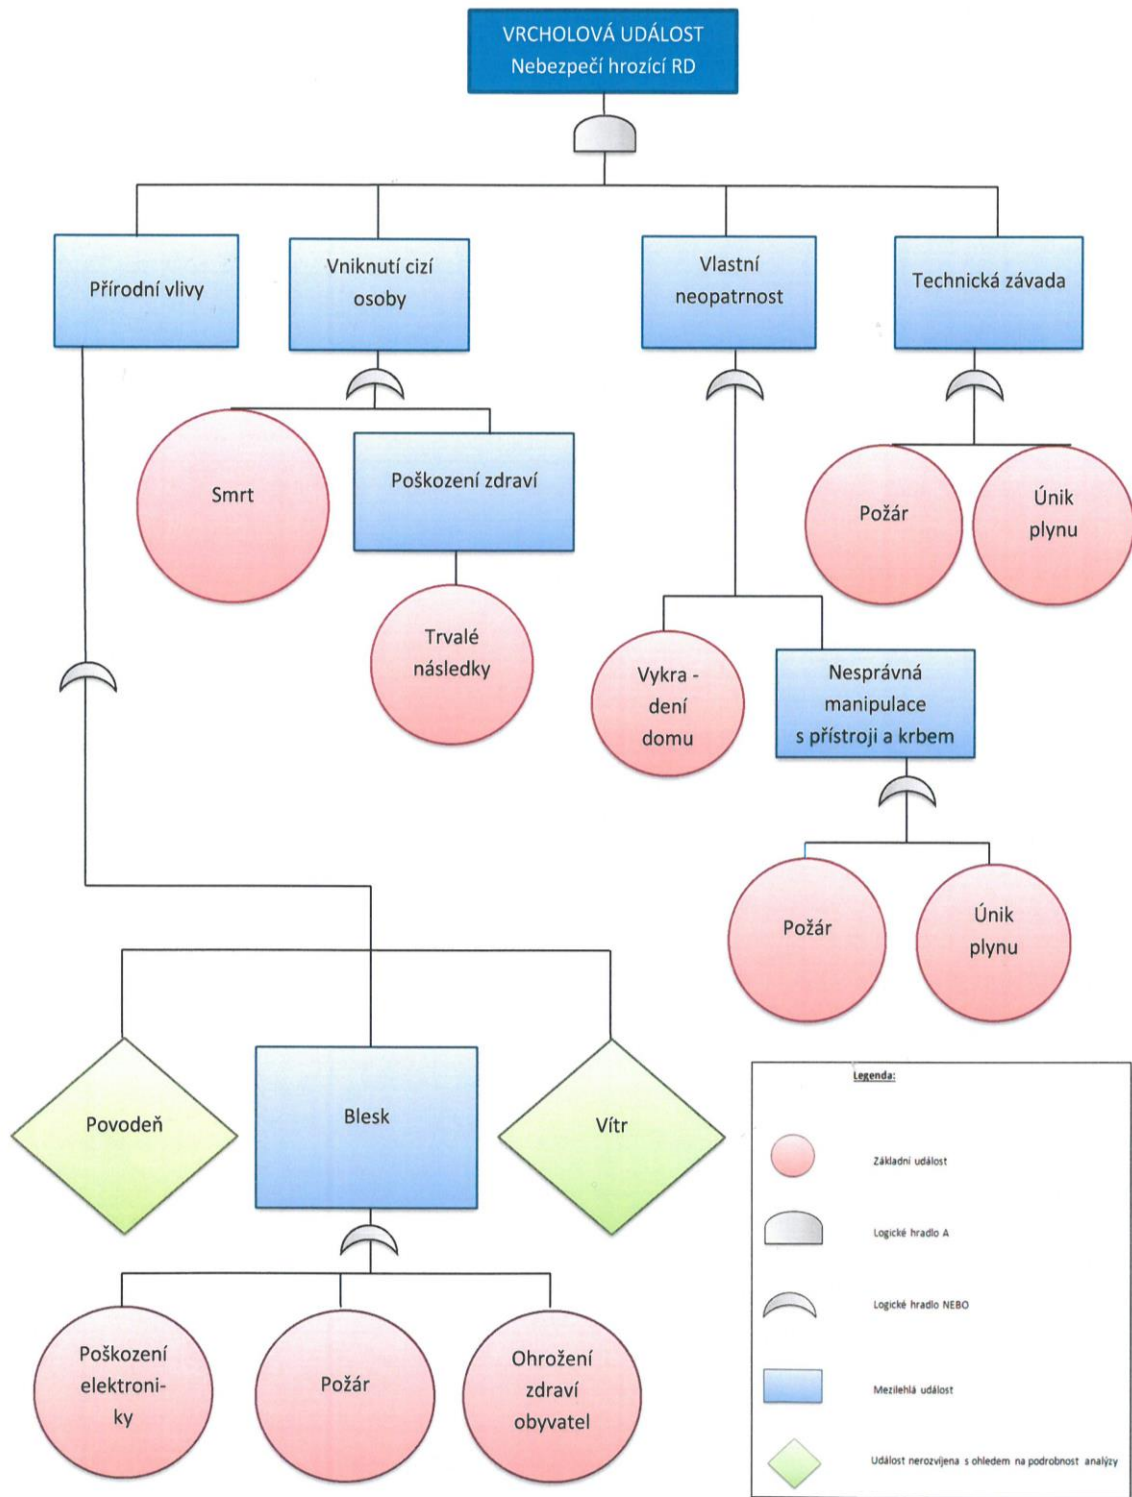 VRCHOLOVÁ UDÁLOST
Nebezpečí hrozící RD
Přírodní vlivy
Vniknutí cizí
osoby
Vlastní
neopatrnost
Technická závada
Smrt
Poškození zdraví
Požár
Únik
plynu
Trvalé
následky
Vykra -
dení
domu
Nesprávná
manipulace
s přístroji a krbem
Požár
Únik
plynu
Povodeň
Blesk
Vítr
Poškození
elektroni-
ky
Požár
Ohrožení
zdraví
obyvatel
Legenda:
Základní událost
Logické hradlo A
Logické hradlo NEBO
Mezilehlá událost
Událost nerozvíjena s ohledem na podrobnost analýzy